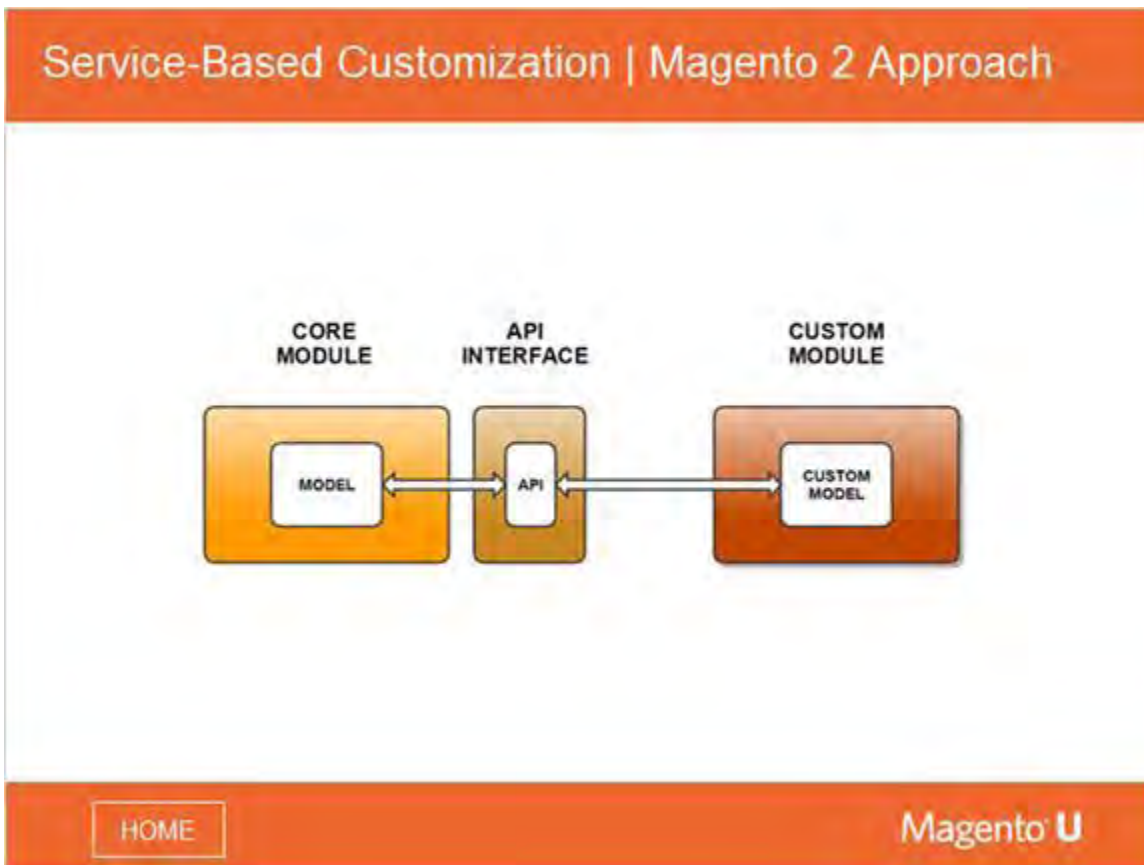 Service-Based Customization | Magento 2 Approach
CORE
MODULE
API
INTERFACE
CUSTOM
MODULE
MODEL
API
CUSTOM
MODEL
HOME
Magento U